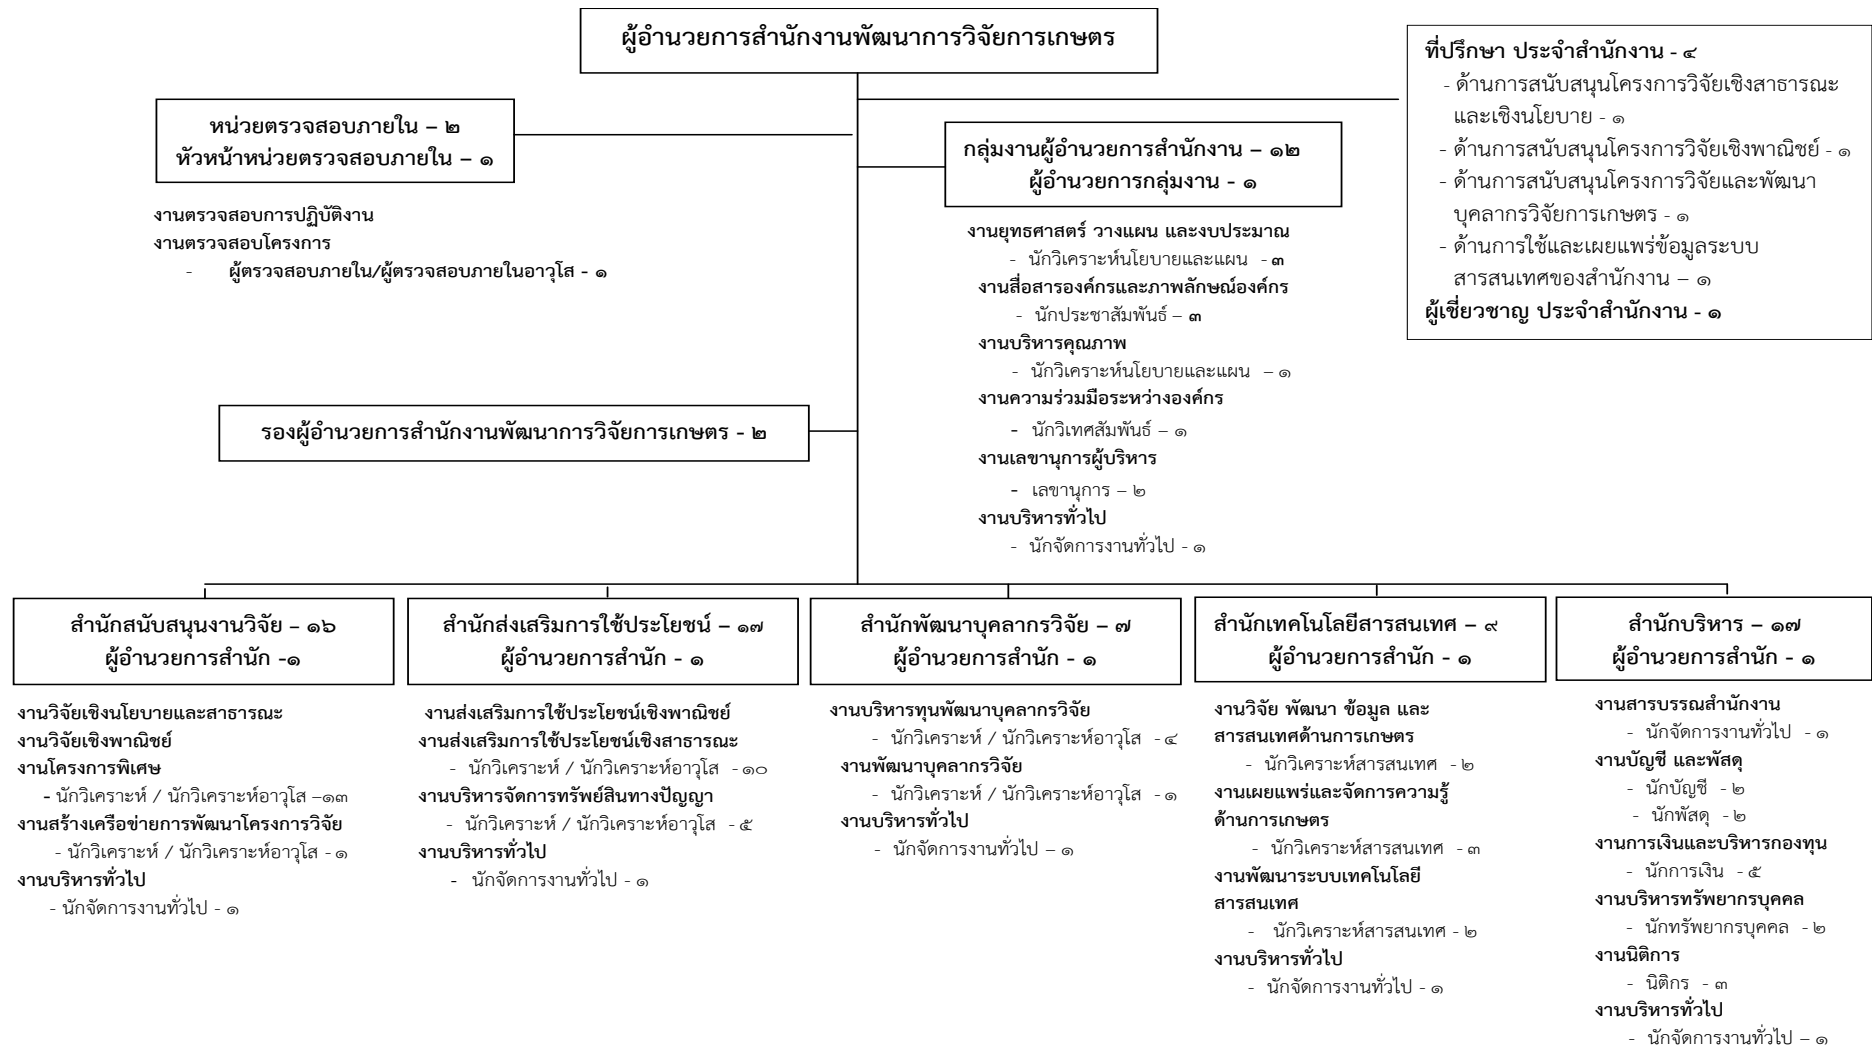 ผู้อำนวยการสำนักงานพัฒนาการวิจัยการเกษตร
ที่ปรึกษา ประจำสำนักงาน - ๔
- ด้านการสนับสนุนโครงการวิจัยเชิงสาธารณะ
และเชิงนโยบาย - ๑
- ด้านการสนับสนุนโครงการวิจัยเชิงพาณิชย์ - ๑
- ด้านการสนับสนุนโครงการวิจัยและพัฒนา
บุคลากรวิจัยการเกษตร - ๑
- ด้านการใช้และเผยแพร่ข้อมูลระบบ
สารสนเทศของสำนักงาน – ๑
ผู้เชี่ยวชาญ ประจำสำนักงาน - ๑
หน่วยตรวจสอบภายใน – ๒
หัวหน้าหน่วยตรวจสอบภายใน – ๑
งานตรวจสอบการปฏิบัติงาน
งานตรวจสอบโครงการ
- ผู้ตรวจสอบภายใน/ผู้ตรวจสอบภายในอาวุโส - ๑
กลุ่มงานผู้อำนวยการสำนักงาน – ๑๒
ผู้อำนวยการกลุ่มงาน - ๑
งานยุทธศาสตร์ วางแผน และงบประมาณ
- นักวิเคราะห์นโยบายและแผน - ๓
งานสื่อสารองค์กรและภาพลักษณ์องค์กร
- นักประชาสัมพันธ์ – ๓
งานบริหารคุณภาพ
- นักวิเคราะห์นโยบายและแผน – ๑
งานความร่วมมือระหว่างองค์กร
- นักวิเทศสัมพันธ์ – ๑
งานเลขานุการผู้บริหาร
- เลขานุการ – ๒
งานบริหารทั่วไป
- นักจัดการงานทั่วไป - ๑
รองผู้อำนวยการสำนักงานพัฒนาการวิจัยการเกษตร - ๒
สำนักสนับสนุนงานวิจัย – ๑๖
ผู้อำนวยการสำนัก -๑
งานวิจัยเชิงนโยบายและสาธารณะ
งานวิจัยเชิงพาณิชย์
งานโครงการพิเศษ
- นักวิเคราะห์ / นักวิเคราะห์อาวุโส –๑๓
งานสร้างเครือข่ายการพัฒนาโครงการวิจัย
- นักวิเคราะห์ / นักวิเคราะห์อาวุโส - ๑
งานบริหารทั่วไป
- นักจัดการงานทั่วไป - ๑
สำนักส่งเสริมการใช้ประโยชน์ – ๑๗
ผู้อำนวยการสำนัก - ๑
งานส่งเสริมการใช้ประโยชน์เชิงพาณิชย์
งานส่งเสริมการใช้ประโยชน์เชิงสาธารณะ
- นักวิเคราะห์ / นักวิเคราะห์อาวุโส - ๑๐
งานบริหารจัดการทรัพย์สินทางปัญญา
- นักวิเคราะห์ / นักวิเคราะห์อาวุโส - ๕
งานบริหารทั่วไป
- นักจัดการงานทั่วไป - ๑
สำนักพัฒนาบุคลากรวิจัย – ๗
ผู้อำนวยการสำนัก - ๑
งานบริหารทุนพัฒนาบุคลากรวิจัย
- นักวิเคราะห์ / นักวิเคราะห์อาวุโส - ๔
งานพัฒนาบุคลากรวิจัย
- นักวิเคราะห์ / นักวิเคราะห์อาวุโส - ๑
งานบริหารทั่วไป
- นักจัดการงานทั่วไป – ๑
สำนักเทคโนโลยีสารสนเทศ – ๙
ผู้อำนวยการสำนัก - ๑
งานวิจัย พัฒนา ข้อมูล และ
สารสนเทศด้านการเกษตร
- นักวิเคราะห์สารสนเทศ - ๒
งานเผยแพร่และจัดการความรู้
ด้านการเกษตร
- นักวิเคราะห์สารสนเทศ - ๓
งานพัฒนาระบบเทคโนโลยี
สารสนเทศ
- นักวิเคราะห์สารสนเทศ - ๒
งานบริหารทั่วไป
- นักจัดการงานทั่วไป - ๑
สำนักบริหาร – ๑๗
ผู้อำนวยการสำนัก - ๑
งานสารบรรณสำนักงาน
- นักจัดการงานทั่วไป - ๑
งานบัญชี และพัสดุ
- นักบัญชี - ๒
- นักพัสดุ - ๒
งานการเงินและบริหารกองทุน
- นักการเงิน - ๕
งานบริหารทรัพยากรบุคคล
- นักทรัพยากรบุคคล - ๒
งานนิติการ
- นิติกร - ๓
งานบริหารทั่วไป
- นักจัดการงานทั่วไป – ๑